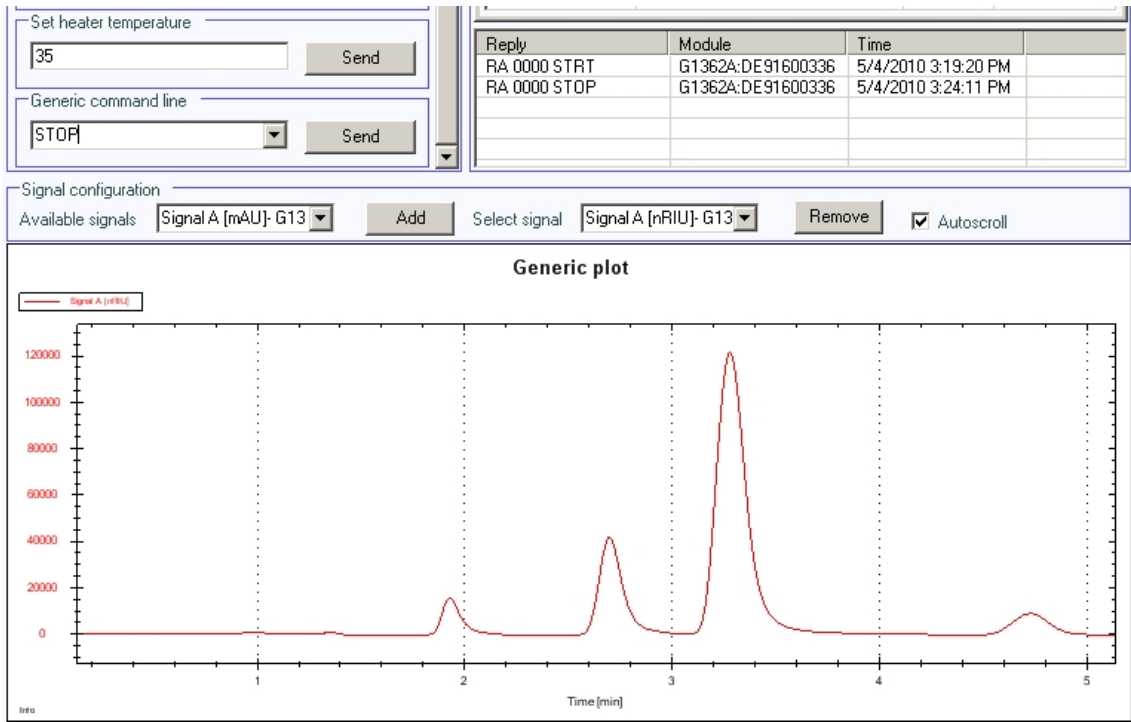 Set heater temperature
35
Send
Generic command line
STOP
Send
Reply Module Time
RA 0000 STRT G1362A:DE91600336 5/4/2010 3:19:20 PM
RA 0000 STOP G1362A:DE91600336 5/4/2010 3:24:11 PM
Signal configuration
Available signals Signal A [mAU]- G13 Add Select signal Signal A [nRIU]- G13 Remove Autoscroll
Generic plot
Signal A [nRIU]
120000
100000
80000
60000
40000
20000
0
1 2 3 4 5
Time [min]
Info